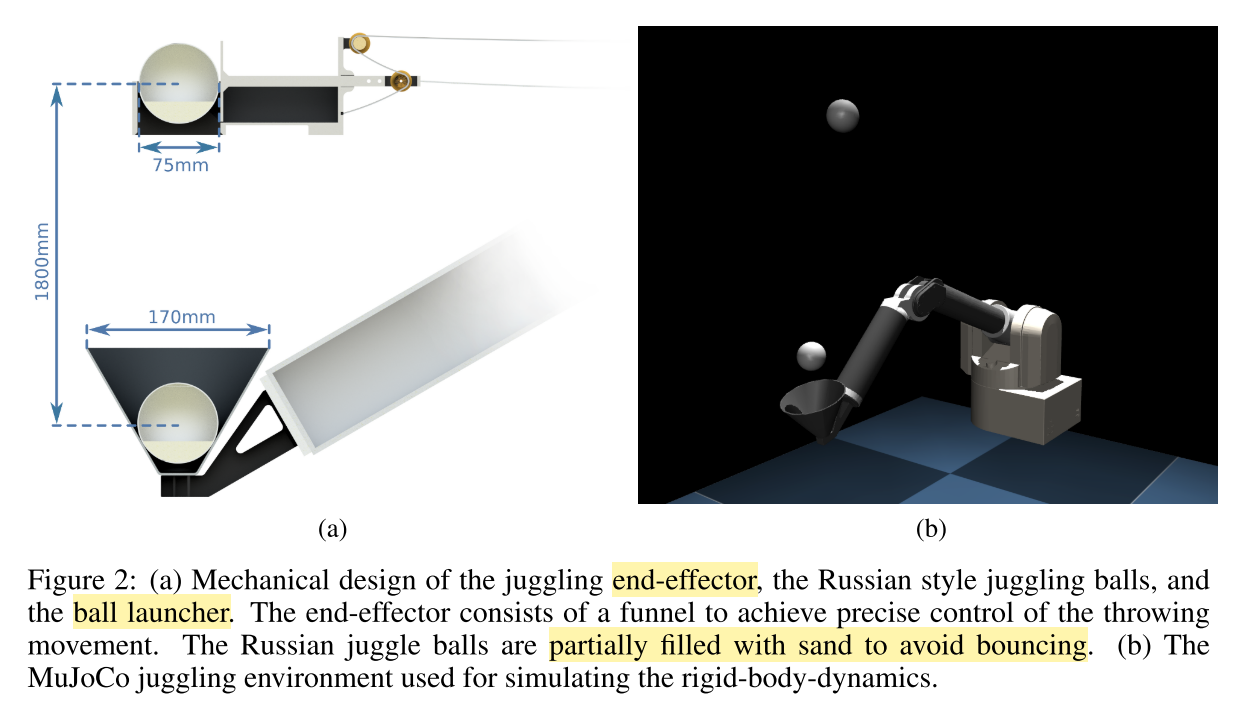 75mm
1800mm
170mm
(a)
(b)
Figure 2: (a) Mechanical design of the juggling end-effector, the Russian style juggling balls, and
the ball launcher. The end-effector consists of a funnel to achieve precise control of the throwing
movement. The Russian juggle balls are partially filled with sand to avoid bouncing. (b) The
MuJoCo juggling environment used for simulating the rigid-body-dynamics.